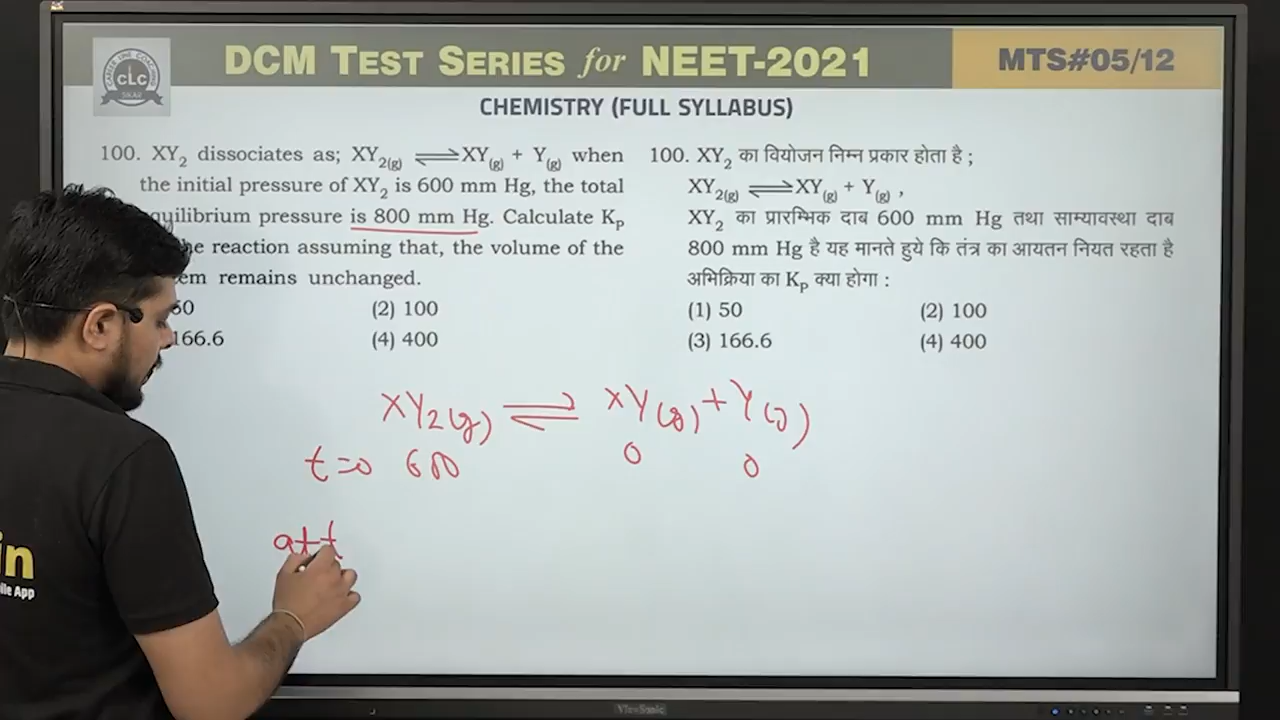 DCM TEST SERIES for NEET-2021
MTS#05/12
CLC
SIKAR
CHEMISTRY (FULL SYLLABUS)
100. XY2 dissociates as; XY2(g) ⇌ XY(g) + Y(g) when
the initial pressure of XY2 is 600 mm Hg, the total
quilibrium pressure is 800 mm Hg. Calculate KP
he reaction assuming that, the volume of the
em remains unchanged.
50
(2) 100
166.6
(4) 400
100. XY2 का वियोजन निम्न प्रकार होता है ;
XY2(g) ⇌ XY(g) + Y(g) ,
XY2 का प्रारम्भिक दाब 600 mm Hg तथा साम्यावस्था दाब
800 mm Hg है यह मानते हुये कि तंत्र का आयतन नियत रहता है
अभिक्रिया का KP क्या होगा :
(1) 50
(2) 100
(3) 166.6
(4) 400
XY2(g) ⇌ XY(g) + Y(g)
t=0 600 0 0
at t
in
ile App
ViewSonic